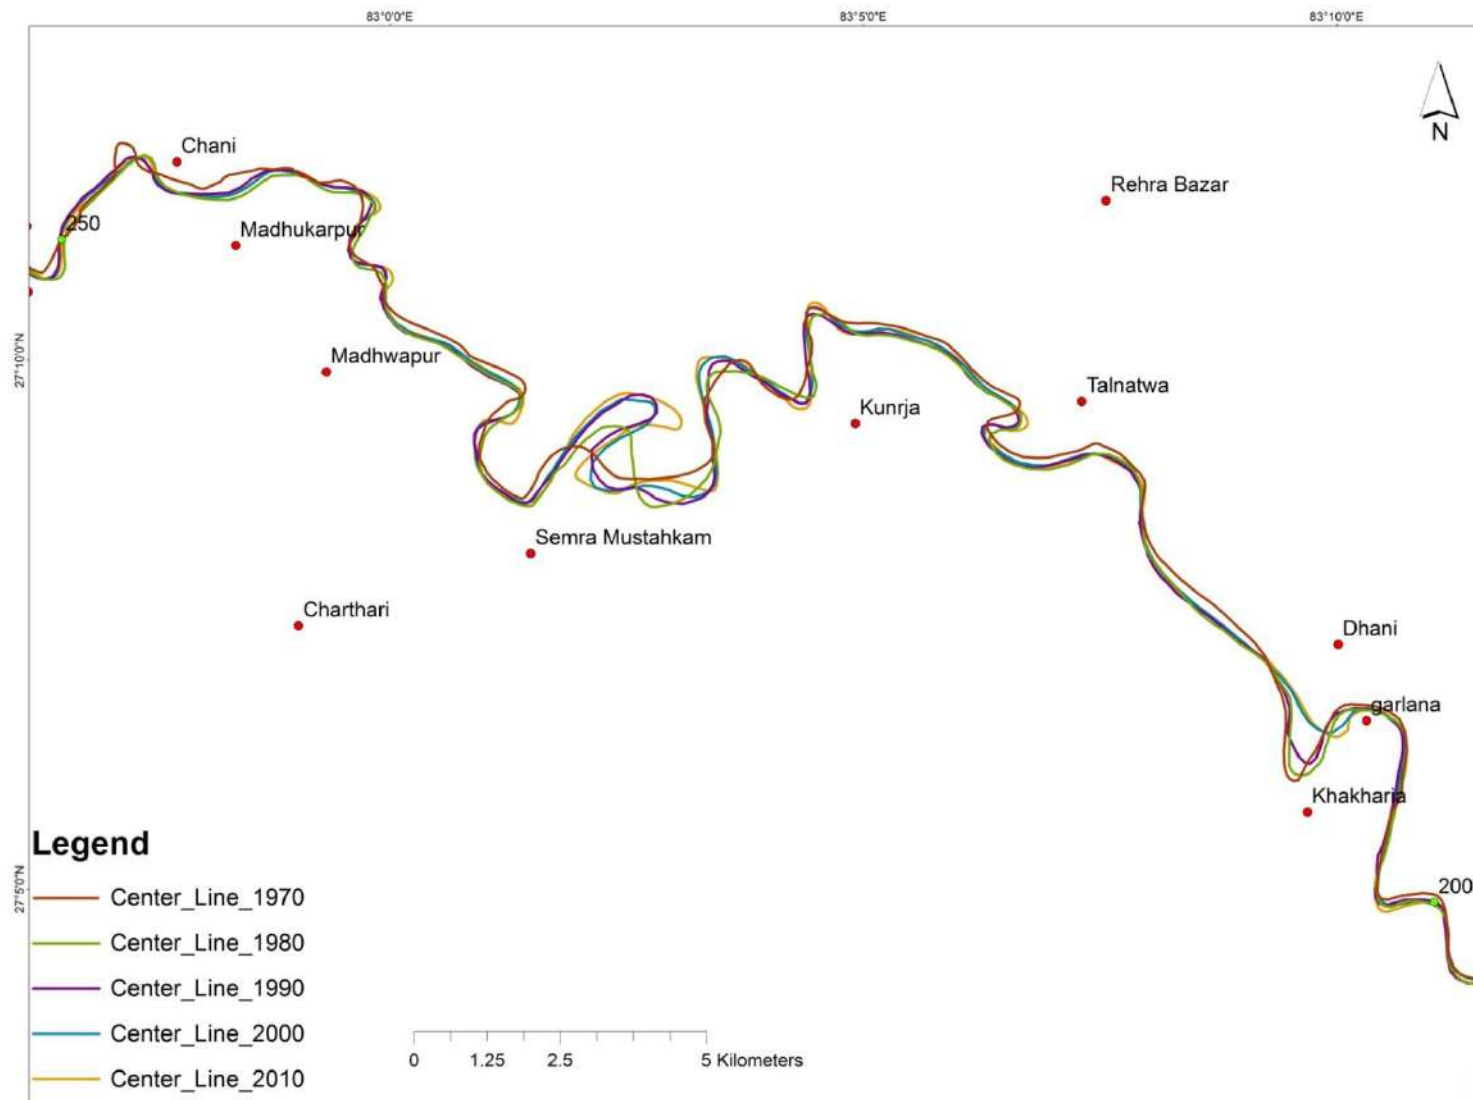 83°0'0"E
83°5'0"E
83°10'0"E
N
Chani
Rehra Bazar
250
Madhukarpur
27°10'0"N
Madhwapur
Talnatwa
Kunrja
Semra Mustahkam
Charthari
Dhani
garlana
Khakharia
Legend
27°5'0"N
200
Center_Line_1970
Center_Line_1980
Center_Line_1990
Center_Line_2000
Center_Line_2010
0 1.25 2.5 5 Kilometers